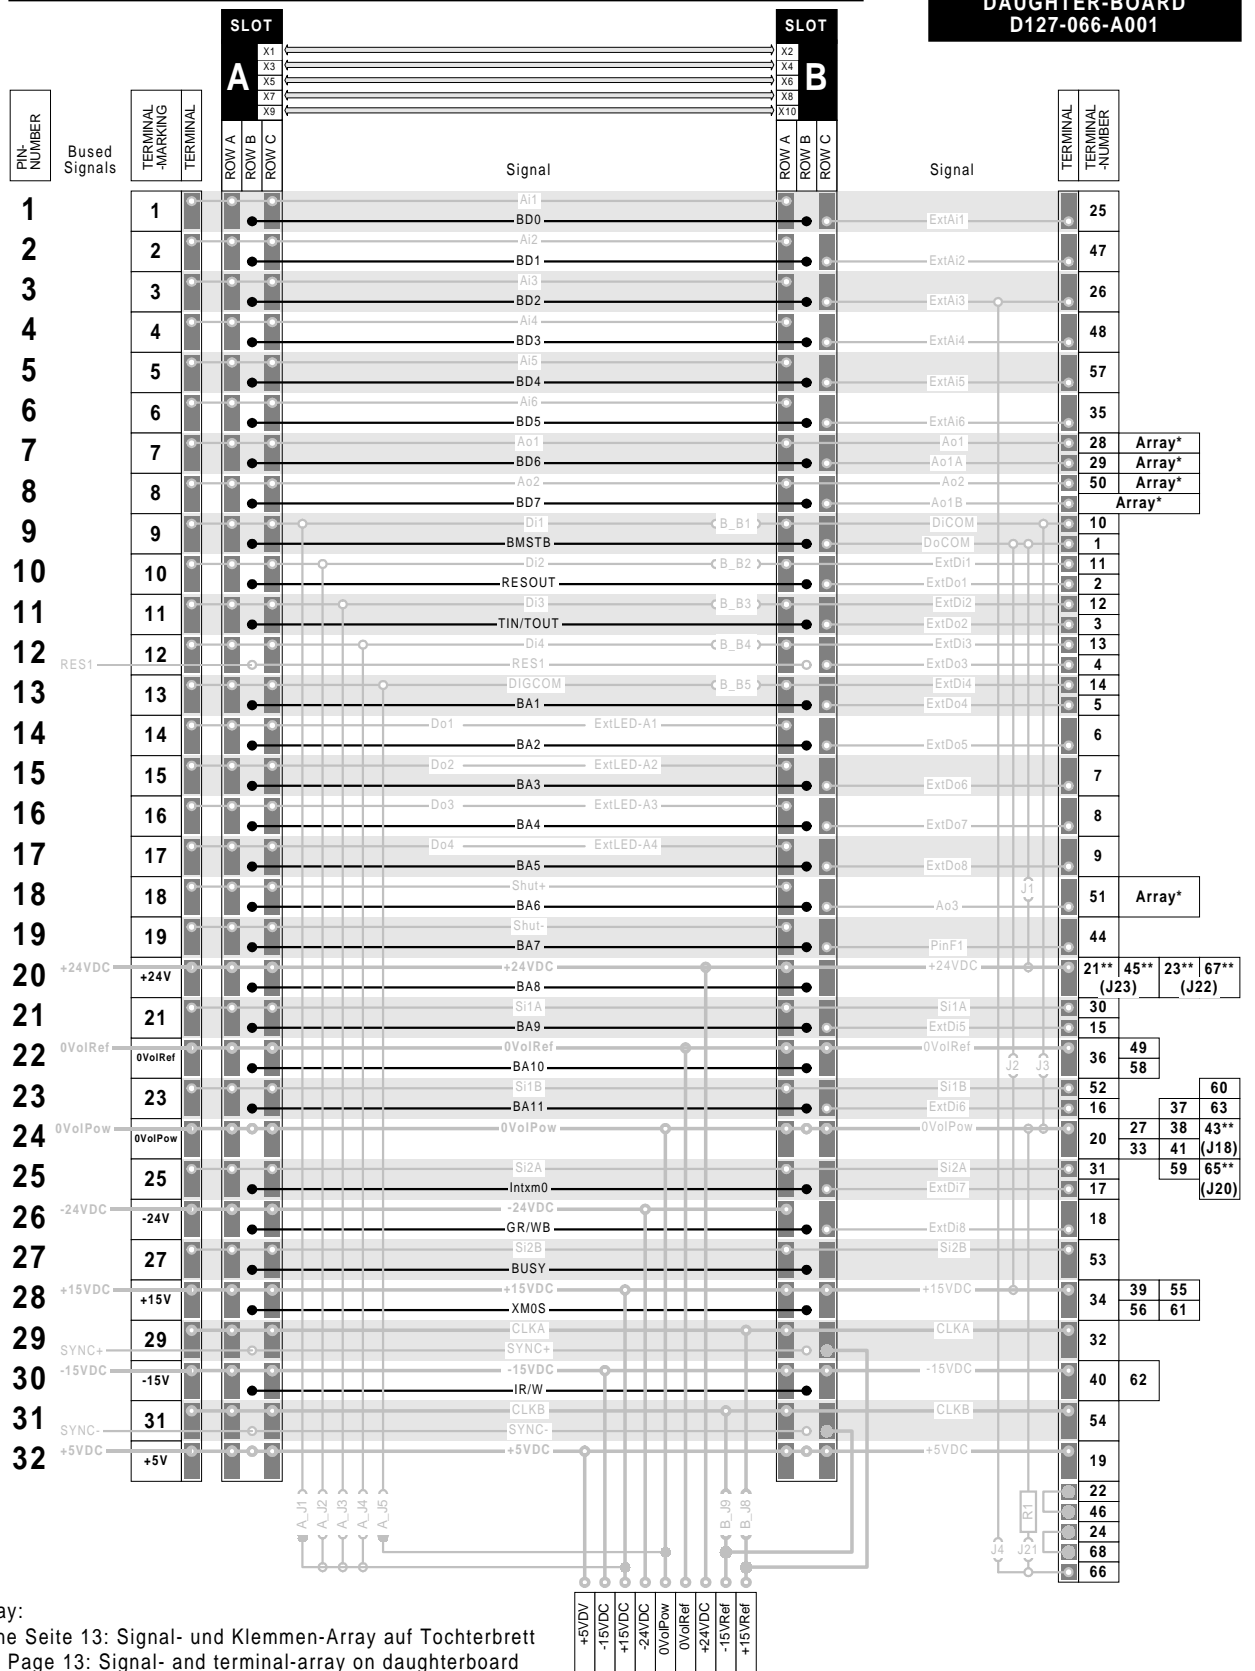 DAUGHTER-BOARD
D127-066-A001
SLOT A
SLOT B
X1 X2
X3 X4
X5 X6
X7 X8
X9 X10
PIN-NUMBER Bused Signals TERMINAL-MARKING TERMINAL ROW A ROW B ROW C Signal ROW A ROW B ROW C Signal TERMINAL TERMINAL-NUMBER
1 1 Ai1 25
BD0 ExtAi1
2 2 Ai2 47
BD1 ExtAi2
3 3 Ai3 26
BD2 ExtAi3
4 4 Ai4 48
BD3 ExtAi4
5 5 Ai5 57
BD4 ExtAi5
6 6 Ai6 35
BD5 ExtAi6
7 7 Ao1 Ao1 28 Array*
BD6 Ao1A 29 Array*
8 8 Ao2 Ao2 50 Array*
BD7 Ao1B Array*
9 9 Di1 B_B1 DiCOM 10
BMSTB DoCOM 1
10 10 Di2 B_B2 ExtDi1 11
RESOUT ExtDo1 2
11 11 Di3 B_B3 ExtDi2 12
TIN/TOUT ExtDo2 3
12 12 Di4 B_B4 ExtDi3 13
RES1 RES1 ExtDo3 4
13 13 DIGCOM B_B5 ExtDi4 14
BA1 ExtDo4 5
14 14 Do1 ExtLED-A1 6
BA2 ExtDo5
15 15 Do2 ExtLED-A2 7
BA3 ExtDo6
16 16 Do3 ExtLED-A3 8
BA4 ExtDo7
17 17 Do4 ExtLED-A4 9
BA5 ExtDo8
18 18 Shut+ J1 51 Array*
BA6 Ao3
19 19 Shut- 44
BA7 PinF1
20 +24VDC +24V +24VDC +24VDC 21** 45** 23** 67**
BA8 (J23) (J22)
21 21 Si1A Si1A 30
BA9 ExtDi5 15
22 0VolRef 0VolRef 0VolRef 0VolRef 36 49
BA10 J2 J3 58
23 23 Si1B Si1B 52 60
BA11 ExtDi6 16 37 63
24 0VolPow 0VolPow 0VolPow 0VolPow 20 27 38 43**
33 41 (J18)
25 25 Si2A Si2A 31 59 65**
Intxm0 ExtDi7 17 (J20)
26 -24VDC -24V -24VDC 18
GR/WB ExtDi8
27 27 Si2B Si2B 53
BUSY
28 +15VDC +15V +15VDC +15VDC 34 39 55
XM0S 56 61
29 29 CLKA CLKA 32
SYNC+ SYNC+
30 -15VDC -15V -15VDC -15VDC 40 62
IR/W
31 31 CLKB CLKB 54
SYNC- SYNC-
32 +5VDC +5V +5VDC +5VDC 19
22
46
24
68
66
A_J1 A_J2 A_J3 A_J4 A_J5 B_J9 B_J8 R1
J4 J21
+5VDV -15VDC +15VDC -24VDC 0VolPow 0VolRef +24VDC -15VRef +15VRef
ay:
ne Seite 13: Signal- und Klemmen-Array auf Tochterbrett
Page 13: Signal- and terminal-array on daughterboard